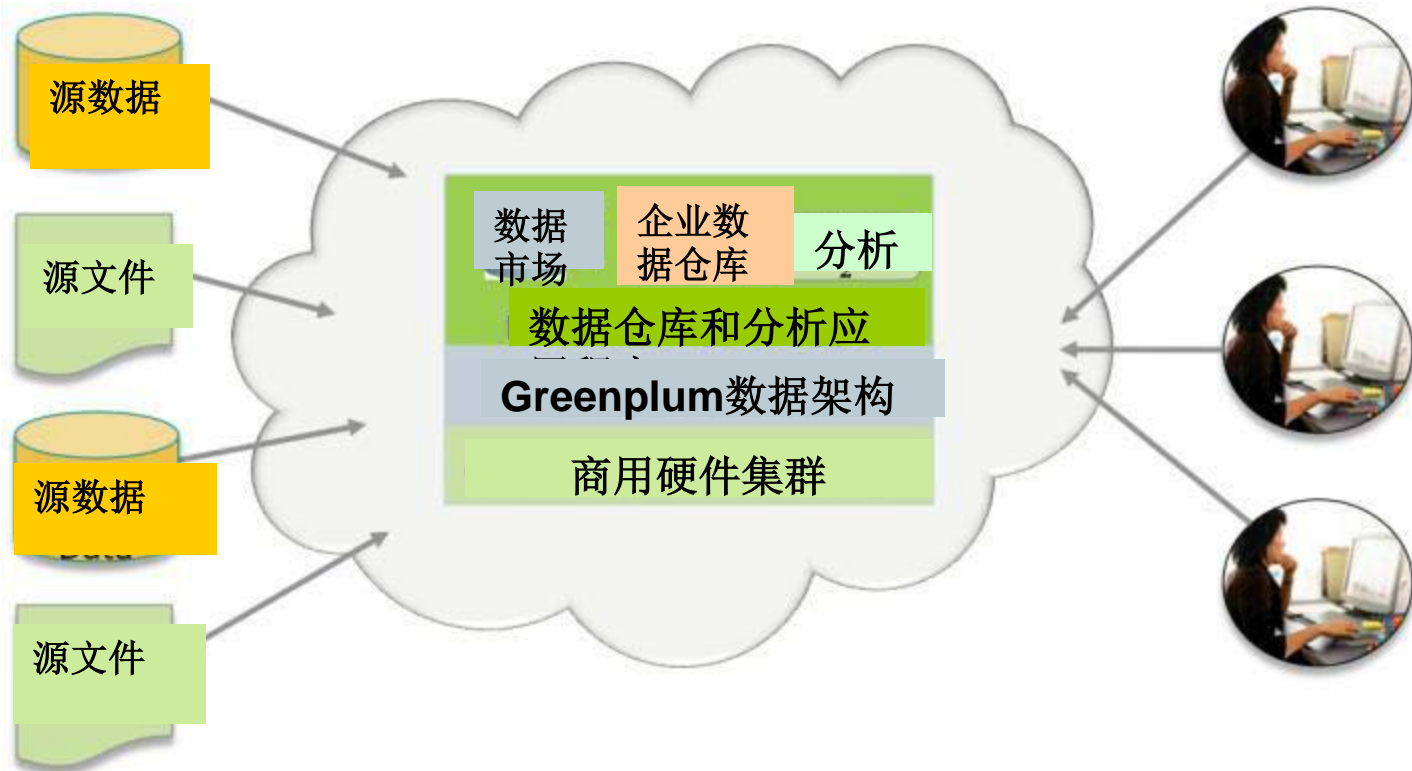 源数据
源文件
源数据
源文件
数据
市场
企业数
据仓库
分析
数据仓库和分析应
Greenplum数据架构
商用硬件集群